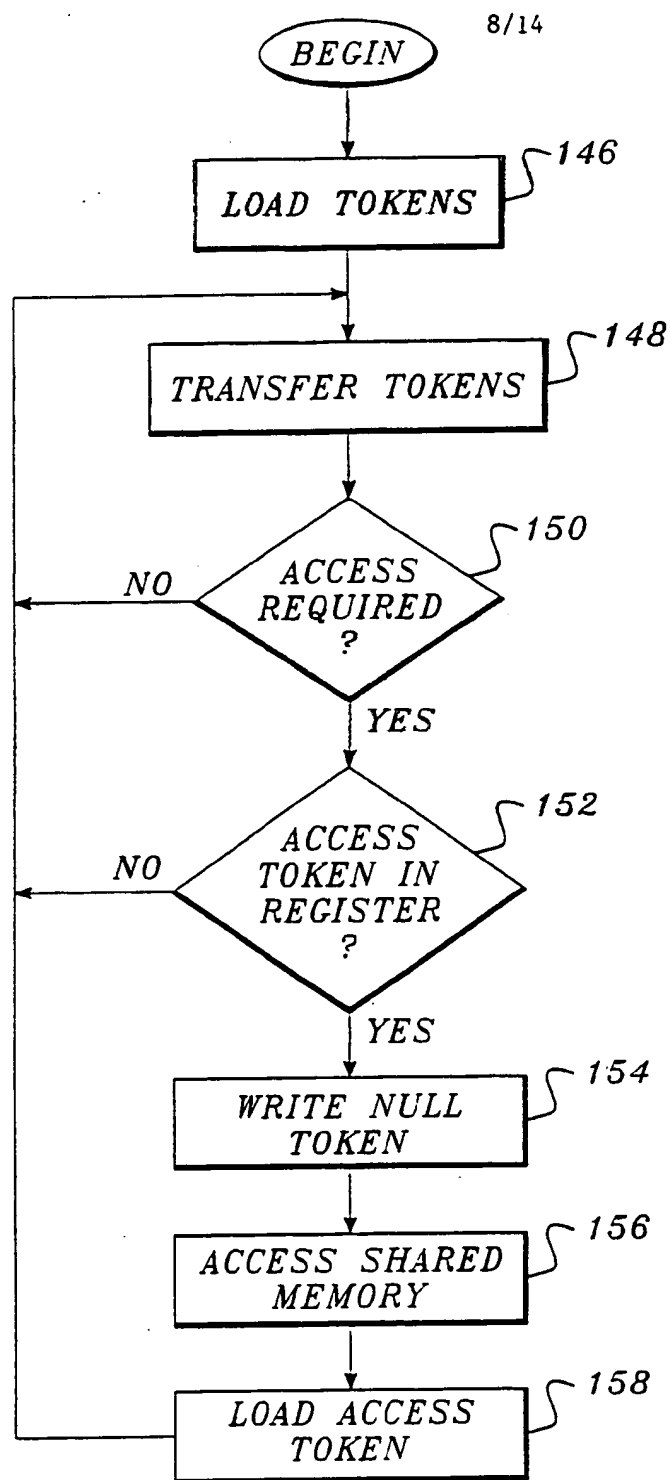 8/14
BEGIN
146
LOAD TOKENS
148
TRANSFER TOKENS
150
ACCESS
REQUIRED
?
NO
YES
152
ACCESS
TOKEN IN
REGISTER
?
NO
YES
154
WRITE NULL
TOKEN
156
ACCESS SHARED
MEMORY
158
LOAD ACCESS
TOKEN